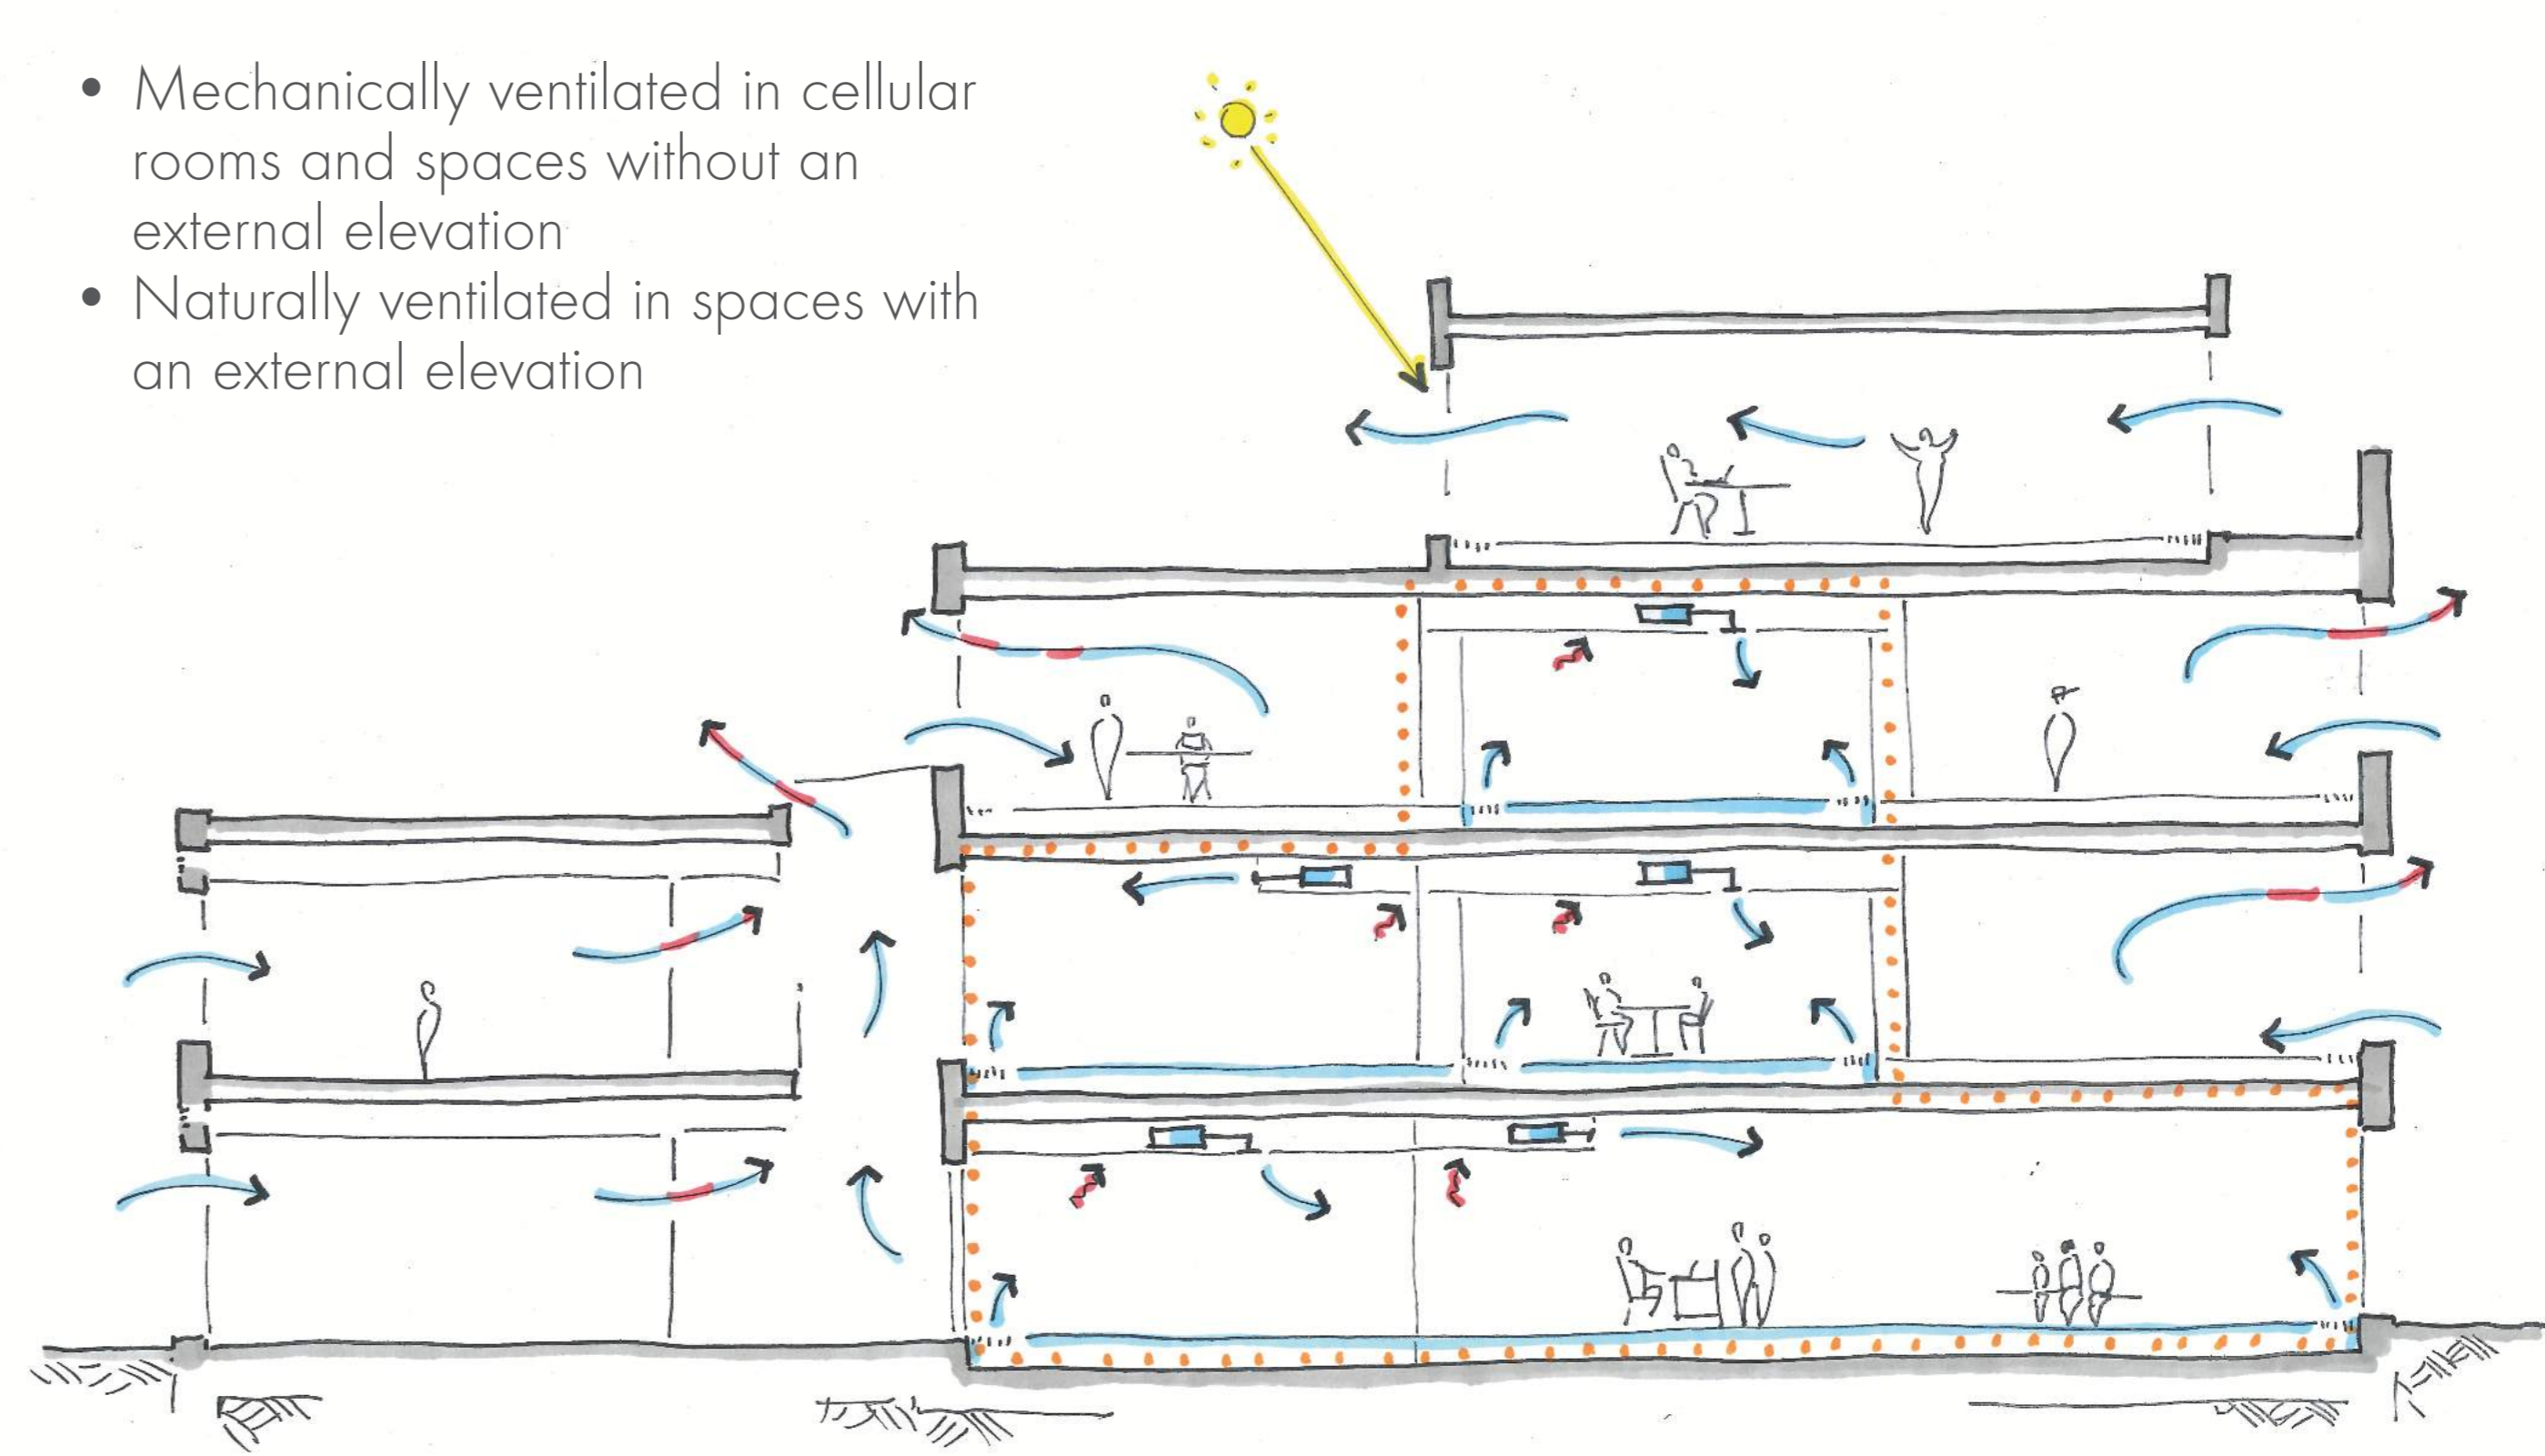 • Mechanically ventilated in cellular
rooms and spaces without an
external elevation
• Naturally ventilated in spaces with
an external elevation